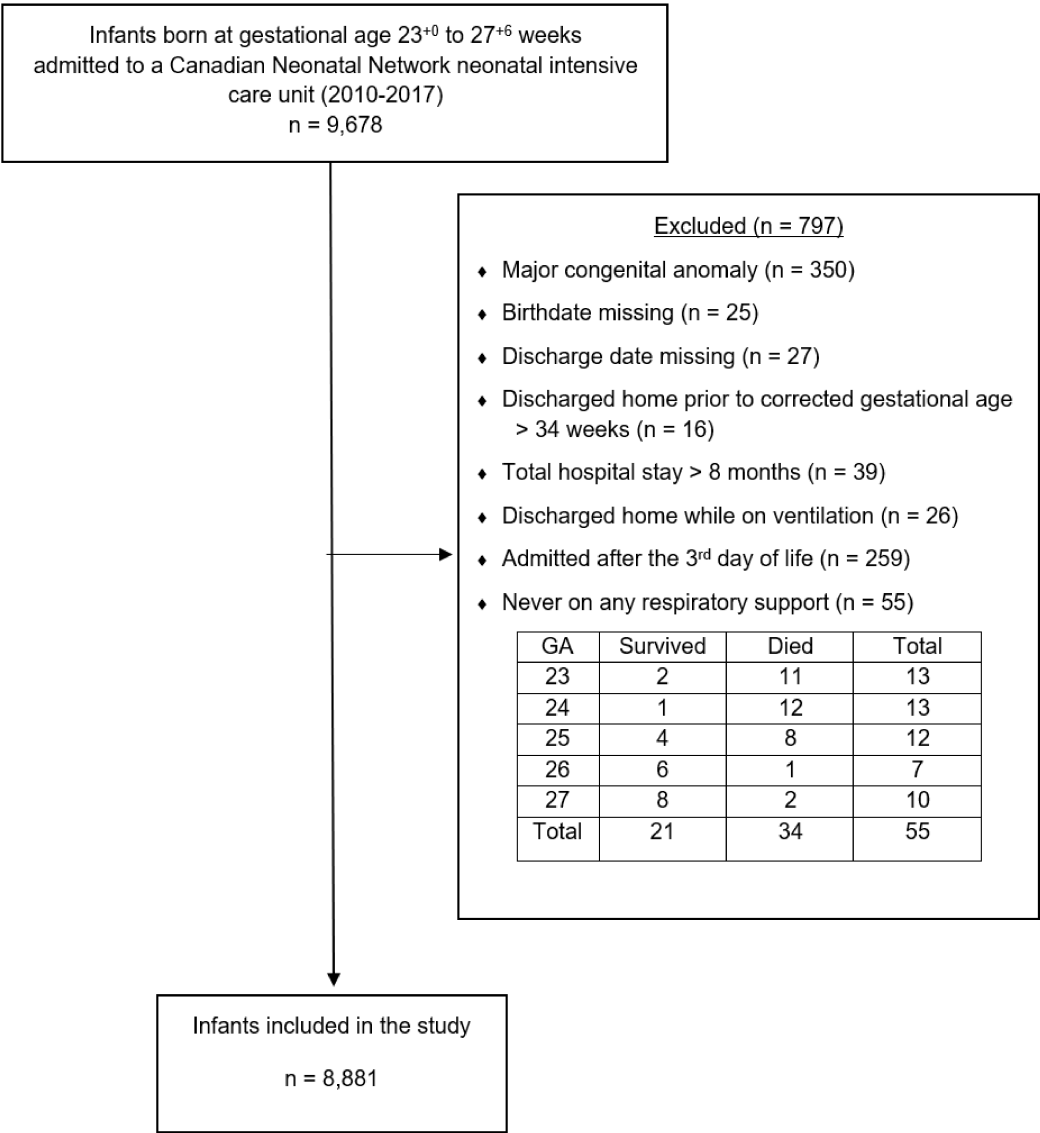 Infants born at gestational age 23⁺⁰ to 27⁺⁶ weeks
admitted to a Canadian Neonatal Network neonatal intensive
care unit (2010-2017)
n = 9,678
Excluded (n = 797)
♦ Major congenital anomaly (n = 350)
♦ Birthdate missing (n = 25)
♦ Discharge date missing (n = 27)
♦ Discharged home prior to corrected gestational age
> 34 weeks (n = 16)
♦ Total hospital stay > 8 months (n = 39)
♦ Discharged home while on ventilation (n = 26)
♦ Admitted after the 3ʳᵈ day of life (n = 259)
♦ Never on any respiratory support (n = 55)
GA Survived Died Total
23 2 11 13
24 1 12 13
25 4 8 12
26 6 1 7
27 8 2 10
Total 21 34 55
Infants included in the study
n = 8,881